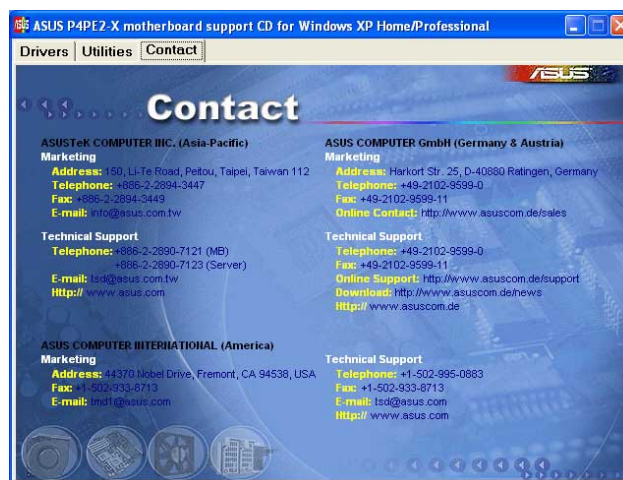 ASUS P4PE2-X motherboard support CD for Windows XP Home/Professional
Drivers Utilities Contact
ASUS
Contact
ASUSTeK COMPUTER INC. (Asia-Pacific)
Marketing
Address: 150, Li-Te Road, Peitou, Taipei, Taiwan 112
Telephone: +886-2-2894-3447
Fax: +886-2-2894-3449
E-mail: info@asus.com.tw
Technical Support
Telephone: +886-2-2890-7121 (MB)
+886-2-2890-7123 (Server)
E-mail: tsd@asus.com.tw
Http:// www.asus.com
ASUS COMPUTER GmbH (Germany & Austria)
Marketing
Address: Harkort Str. 25, D-40880 Ratingen, Germany
Telephone: +49-2102-9599-0
Fax: +49-2102-9599-11
Online Contact: http://www.asuscom.de/sales
Technical Support
Telephone: +49-2102-9599-0
Fax: +49-2102-9599-11
Online Support: http://www.asuscom.de/support
Download: http://www.asuscom.de/news
Http:// www.asuscom.de
ASUS COMPUTER INTERNATIONAL (America)
Marketing
Address: 44370 Nobel Drive, Fremont, CA 94538, USA
Fax: +1-502-933-8713
E-mail: tmd1@asus.com
Technical Support
Telephone: +1-502-995-0883
Fax: +1-502-933-8713
E-mail: tsd@asus.com
Http:// www.asus.com